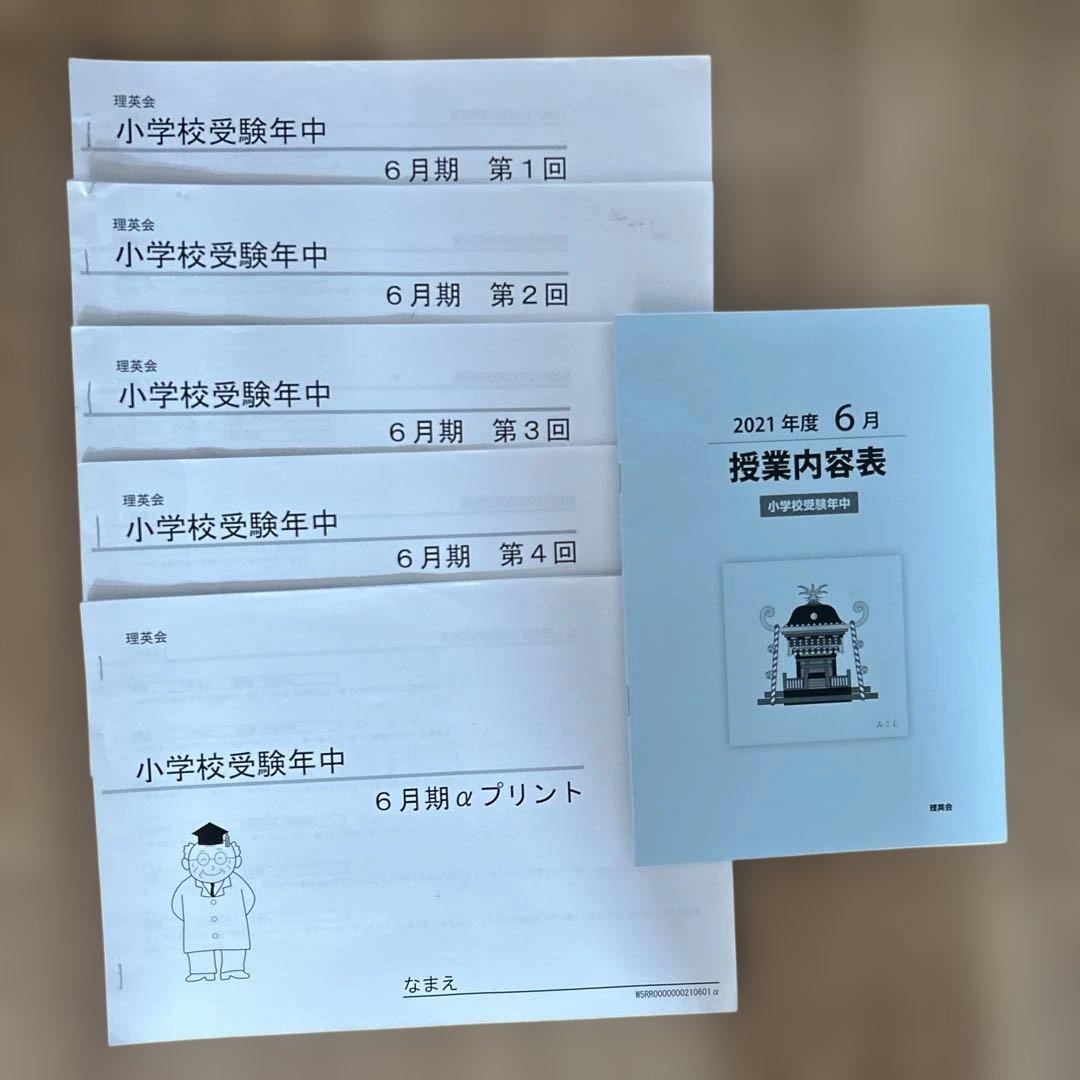 理英会
小学校受験年中
６月期　第１回
理英会
小学校受験年中
６月期　第２回
理英会
小学校受験年中
６月期　第３回
理英会
小学校受験年中
６月期　第４回
理英会
小学校受験年中
６月期αプリント
なまえ
W5RR0000000210601α
2021年度 6月
授業内容表
小学校受験年中
みこし
理英会